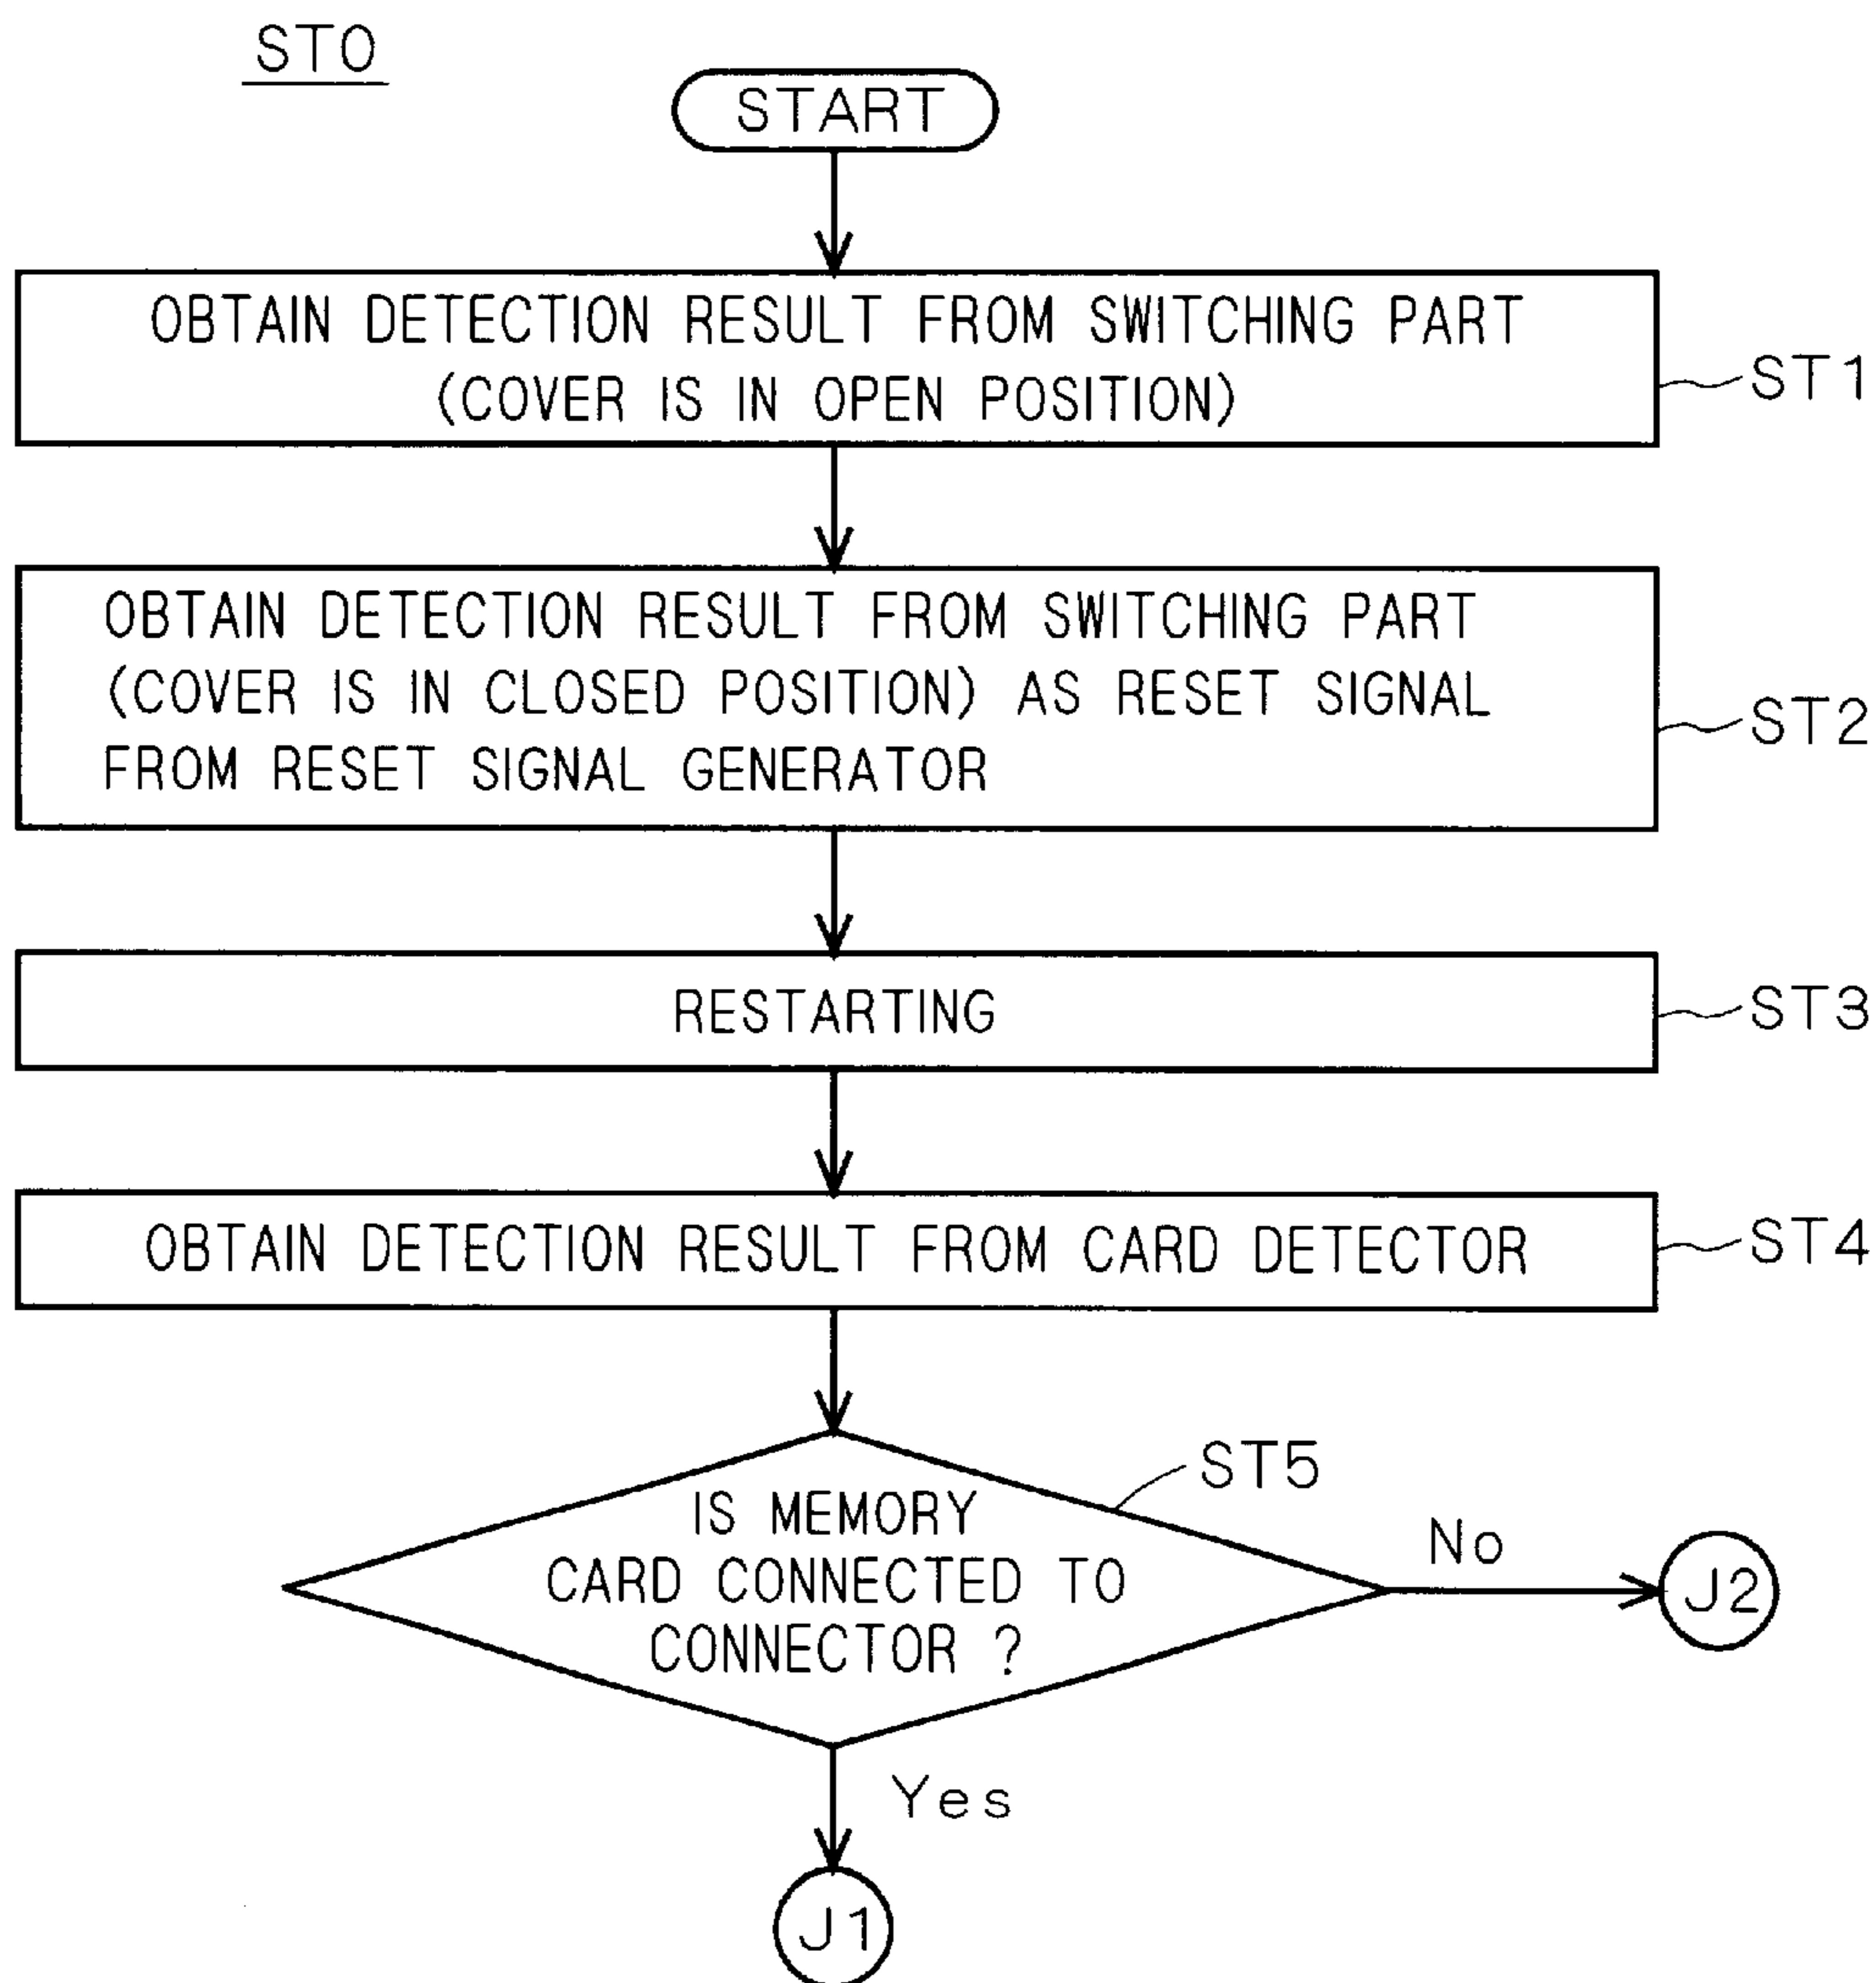 ST0
START
OBTAIN DETECTION RESULT FROM SWITCHING PART
(COVER IS IN OPEN POSITION)
ST1
OBTAIN DETECTION RESULT FROM SWITCHING PART
(COVER IS IN CLOSED POSITION) AS RESET SIGNAL
FROM RESET SIGNAL GENERATOR
ST2
RESTARTING
ST3
OBTAIN DETECTION RESULT FROM CARD DETECTOR
ST4
ST5
IS MEMORY
CARD CONNECTED TO
CONNECTOR ?
No
J2
Yes
J1